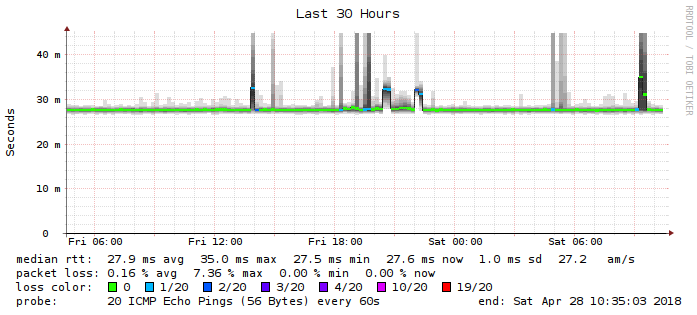 Last 30 Hours
RRDTOOL / TOBI OETIKER
Seconds
40 m
30 m
20 m
10 m
0
Fri 06:00 Fri 12:00 Fri 18:00 Sat 00:00 Sat 06:00
median rtt: 27.9 ms avg 35.0 ms max 27.5 ms min 27.6 ms now 1.0 ms sd 27.2 am/s
packet loss: 0.16 % avg 7.36 % max 0.00 % min 0.00 % now
loss color: 0 1/20 2/20 3/20 4/20 10/20 19/20
probe: 20 ICMP Echo Pings (56 Bytes) every 60s end: Sat Apr 28 10:35:03 2018